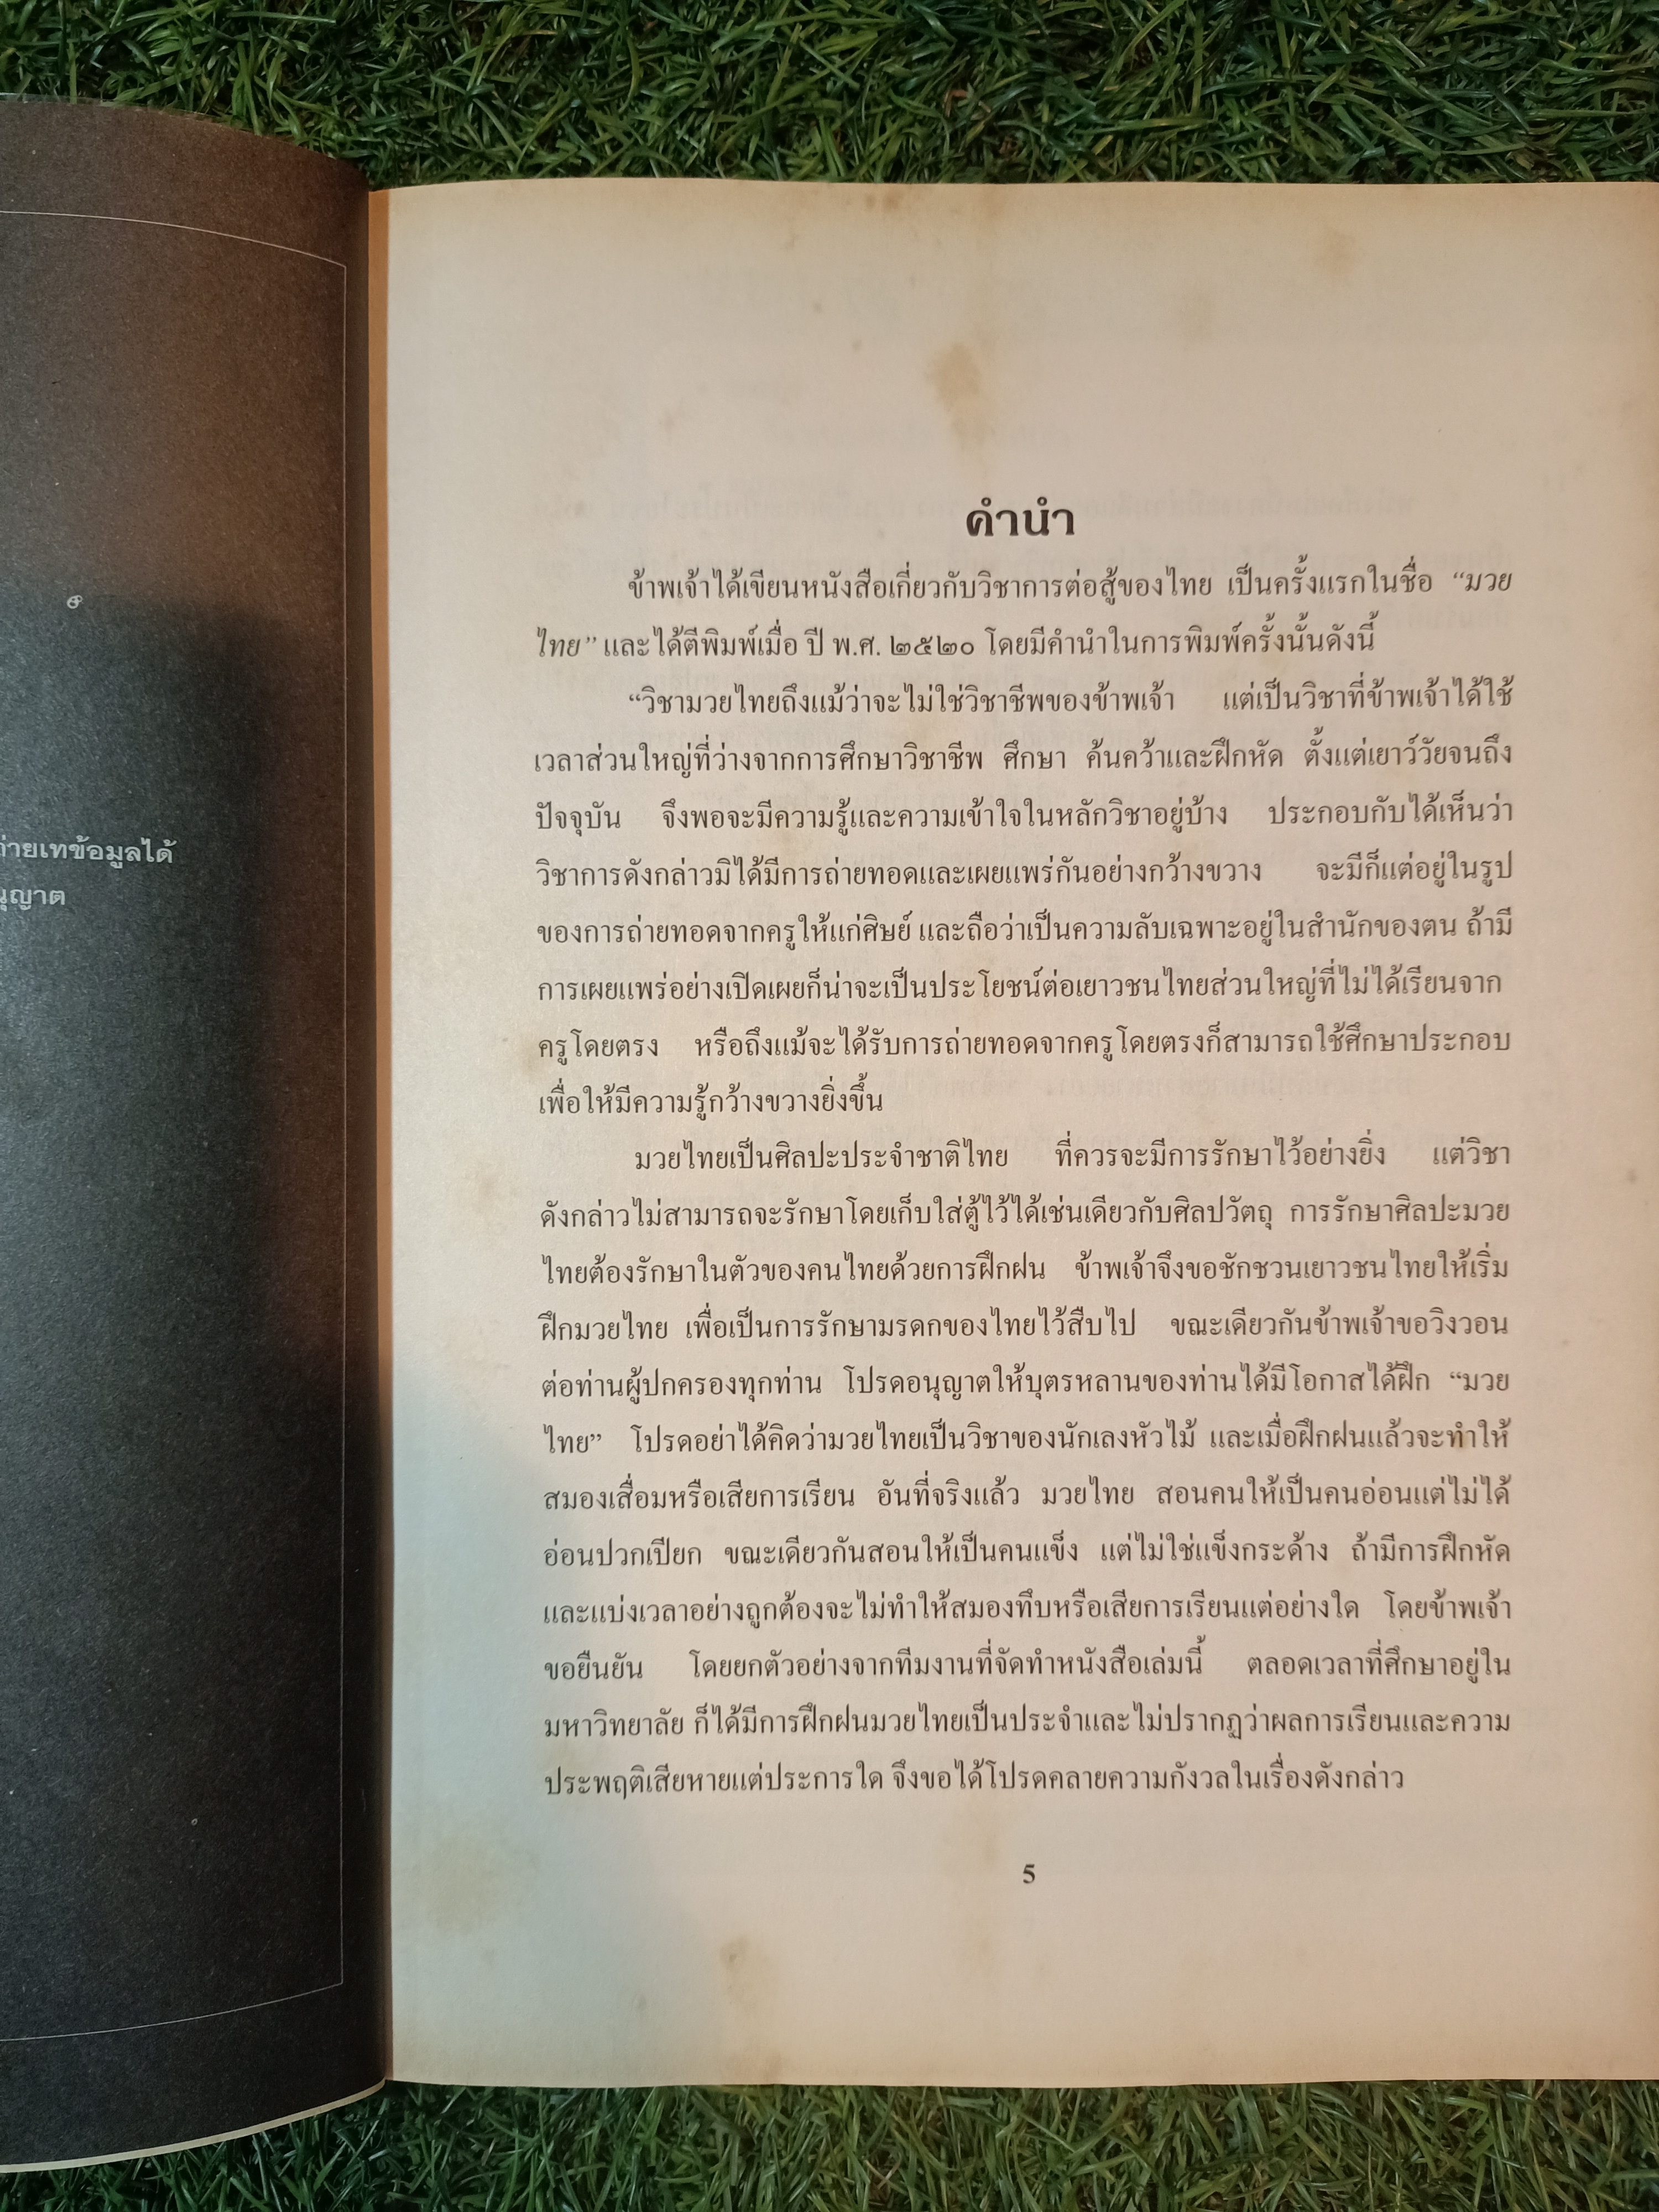 ถ่ายเทข้อมูลได้
คำนำ
ข้าพเจ้าได้เขียนหนังสือเกี่ยวกับวิชาการต่อสู้ของไทย เป็นครั้งแรกในชื่อ “มวย
ไทย” และได้ตีพิมพ์เมื่อ ปี พ.ศ. ๒๕๒๐ โดยมีคำนำในการพิมพ์ครั้งนั้นดังนี้
“วิชามวยไทยถึงแม้ว่าจะไม่ใช่วิชาชีพของข้าพเจ้า แต่เป็นวิชาที่ข้าพเจ้าได้ใช้
เวลาส่วนใหญ่ที่ว่างจากการศึกษาวิชาชีพ ศึกษา ค้นคว้าและฝึกหัด ตั้งแต่เยาว์วัยจนถึง
ปัจจุบัน จึงพอจะมีความรู้และความเข้าใจในหลักวิชาอยู่บ้าง ประกอบกับได้เห็นว่า
วิชาการดังกล่าวมิได้มีการถ่ายทอดและเผยแพร่กันอย่างกว้างขวาง จะมีก็แต่อยู่ในรูป
ของการถ่ายทอดจากครูให้แก่ศิษย์ และถือว่าเป็นความลับเฉพาะอยู่ในสำนักของตน ถ้ามี
การเผยแพร่อย่างเปิดเผยก็น่าจะเป็นประโยชน์ต่อเยาวชนไทยส่วนใหญ่ที่ไม่ได้เรียนจาก
ครูโดยตรง หรือถึงแม้จะได้รับการถ่ายทอดจากครูโดยตรงก็สามารถใช้ศึกษาประกอบ
เพื่อให้มีความรู้กว้างขวางยิ่งขึ้น
มวยไทยเป็นศิลปะประจำชาติไทย ที่ควรจะมีการรักษาไว้อย่างยิ่ง แต่วิชา
ดังกล่าวไม่สามารถจะรักษาโดยเก็บใส่ตู้ไว้ได้เช่นเดียวกับศิลปวัตถุ การรักษาศิลปะมวย
ไทยต้องรักษาในตัวของคนไทยด้วยการฝึกฝน ข้าพเจ้าจึงขอชักชวนเยาวชนไทยให้เริ่ม
ฝึกมวยไทย เพื่อเป็นการรักษามรดกของไทยไว้สืบไป ขณะเดียวกันข้าพเจ้าขอวิงวอน
ต่อท่านผู้ปกครองทุกท่าน โปรดอนุญาตให้บุตรหลานของท่านได้มีโอกาสได้ฝึก “มวย
ไทย” โปรดอย่าได้คิดว่ามวยไทยเป็นวิชาของนักเลงหัวไม้ และเมื่อฝึกฝนแล้วจะทำให้
สมองเสื่อมหรือเสียการเรียน อันที่จริงแล้ว มวยไทย สอนคนให้เป็นคนอ่อนแต่ไม่ได้
อ่อนปวกเปียก ขณะเดียวกันสอนให้เป็นคนแข็ง แต่ไม่ใช่แข็งกระด้าง ถ้ามีการฝึกหัด
และแบ่งเวลาอย่างถูกต้องจะไม่ทำให้สมองทึบหรือเสียการเรียนแต่อย่างใด โดยข้าพเจ้า
ขอยืนยัน โดยยกตัวอย่างจากทีมงานที่จัดทำหนังสือเล่มนี้ ตลอดเวลาที่ศึกษาอยู่ใน
มหาวิทยาลัย ก็ได้มีการฝึกฝนมวยไทยเป็นประจำและไม่ปรากฏว่าผลการเรียนและความ
ประพฤติเสียหายแต่ประการใด จึงขอได้โปรดคลายความกังวลในเรื่องดังกล่าว
5